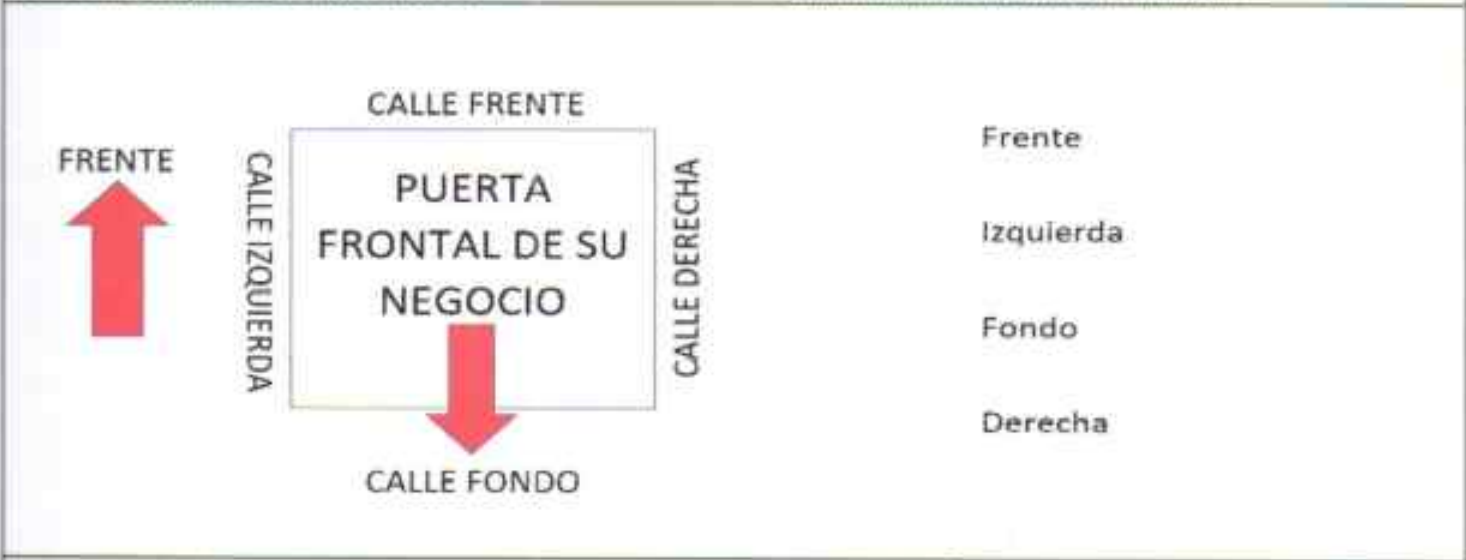 CALLE FRENTE
FRENTE
CALLE IZQUIERDA
PUERTA
FRONTAL DE SU
NEGOCIO
CALLE DERECHA
CALLE FONDO
Frente
Izquierda
Fondo
Derecha